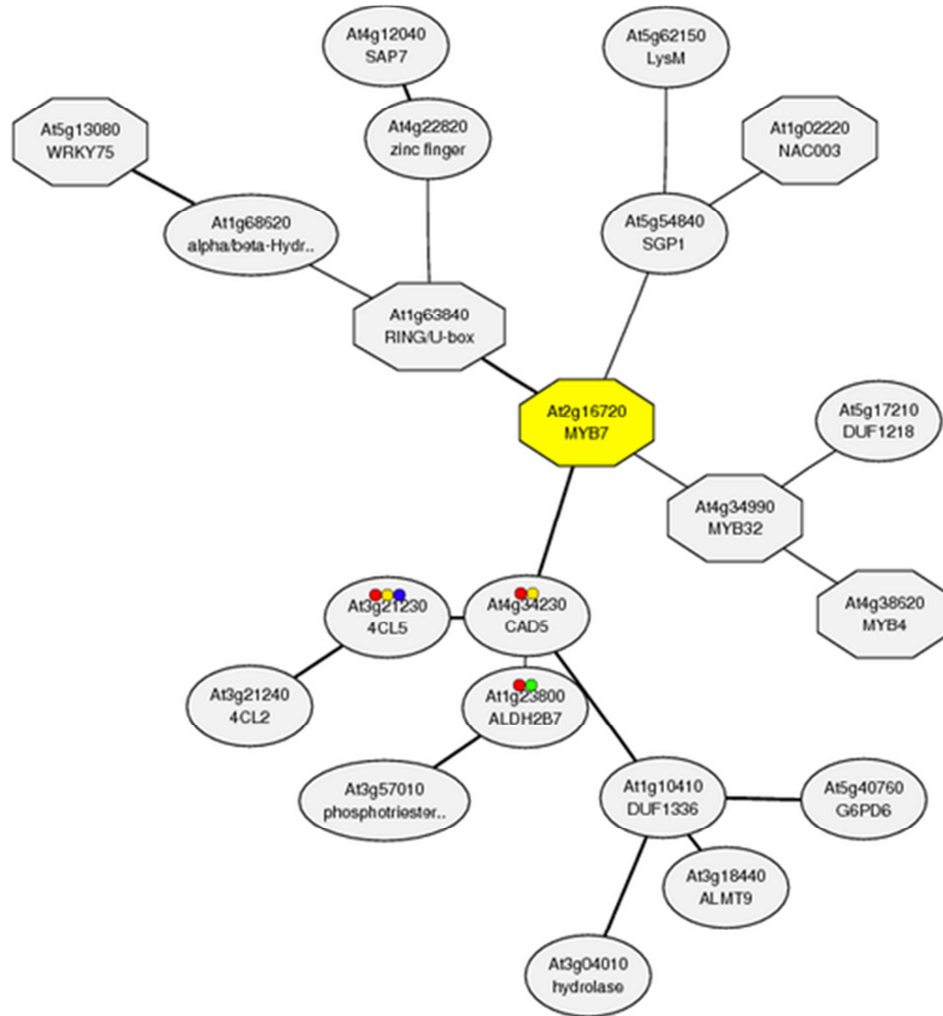 At4g12040
SAP7
At5g62150
LysM
At5g13080
WRKY75
At4g22820
zinc finger
At1g02220
NAC003
At1g68620
alpha/beta-Hydr..
At5g54840
SGP1
At1g63840
RING/U-box
At2g16720
MYB7
At5g17210
DUF1218
At4g34990
MYB32
At3g21230
4CL5
At4g34230
CAD5
At4g38620
MYB4
At3g21240
4CL2
At1g23800
ALDH2B7
At3g57010
phosphotriester..
At1g10410
DUF1336
At5g40760
G6PD6
At3g18440
ALMT9
At3g04010
hydrolase